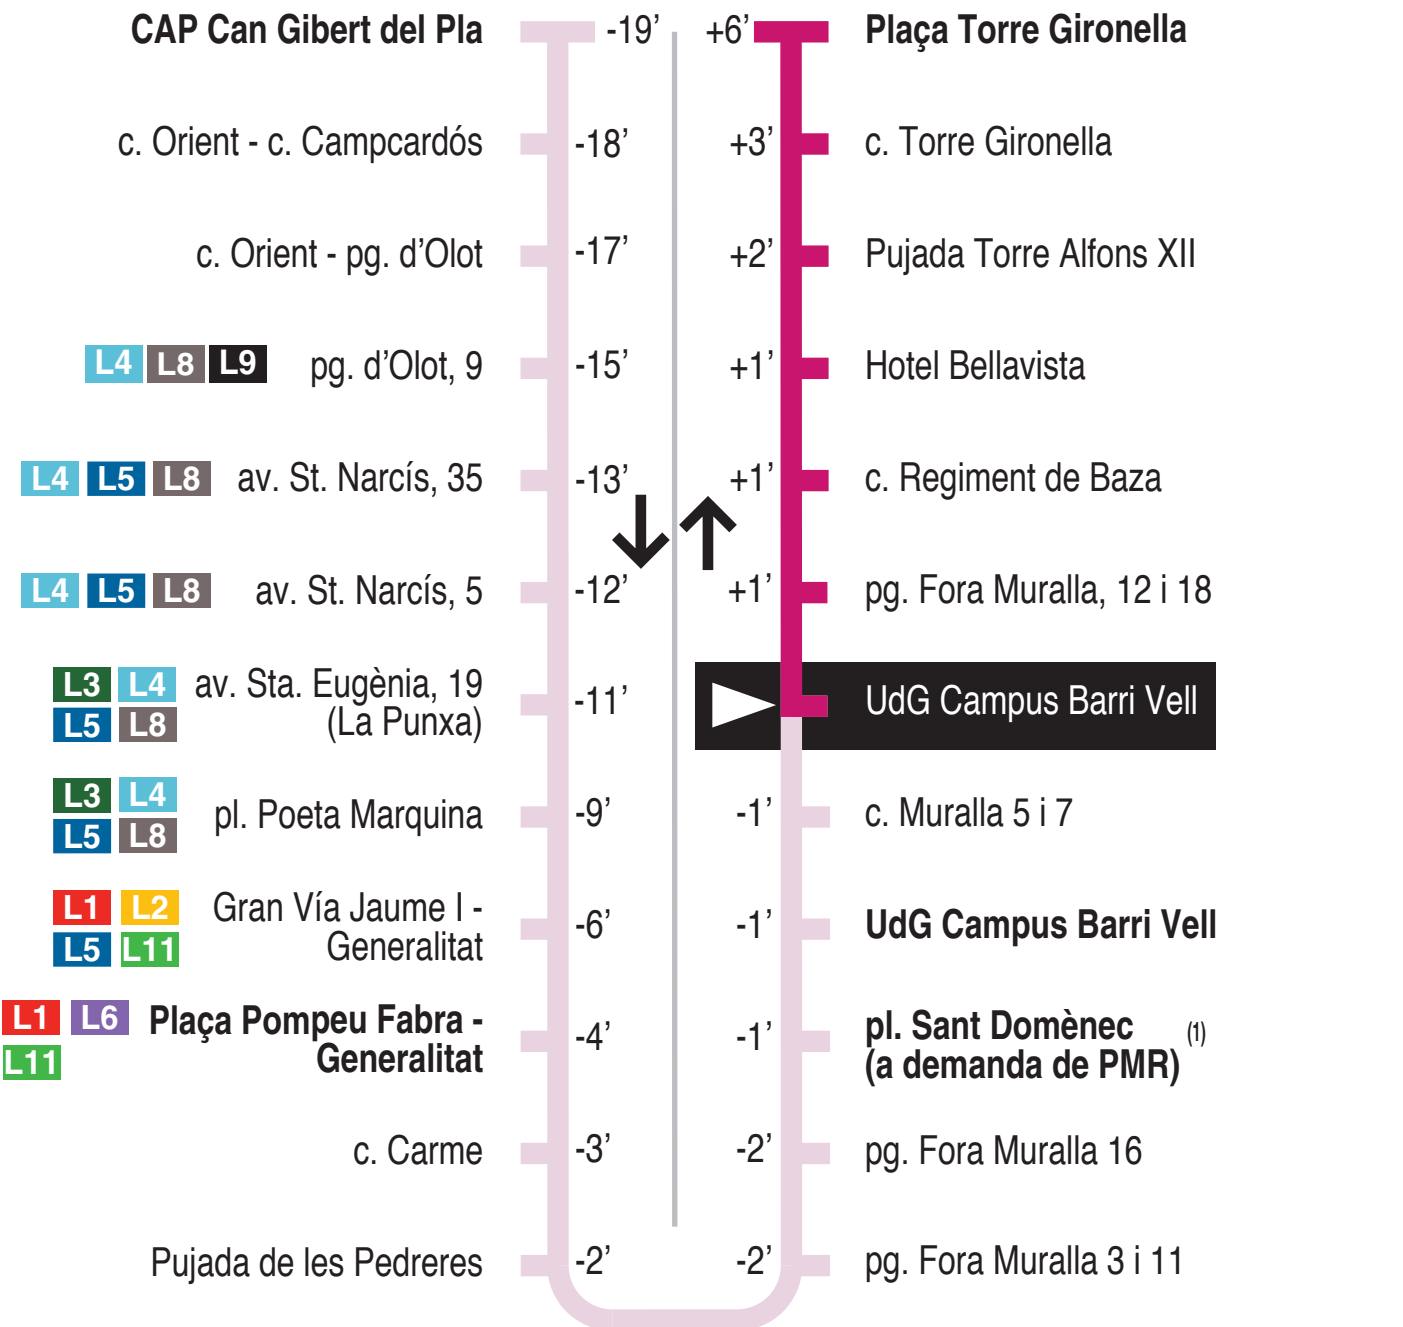 CAP Can Gibert del Pla -19’
c. Orient - c. Campcardós -18’
c. Orient - pg. d’Olot -17’
L4 L8 L9 pg. d’Olot, 9 -15’
L4 L5 L8 av. St. Narcís, 35 -13’
L4 L5 L8 av. St. Narcís, 5 -12’
L3 L4 av. Sta. Eugènia, 19
L5 L8 (La Punxa) -11’
L3 L4
L5 L8 pl. Poeta Marquina -9’
L1 L2 Gran Vía Jaume I -
L5 L11 Generalitat -6’
L1 L6 Plaça Pompeu Fabra -
L11 Generalitat -4’
c. Carme -3’
Pujada de les Pedreres -2’
+6’ Plaça Torre Gironella
+3’ c. Torre Gironella
+2’ Pujada Torre Alfons XII
+1’ Hotel Bellavista
+1’ c. Regiment de Baza
+1’ pg. Fora Muralla, 12 i 18
UdG Campus Barri Vell
-1’ c. Muralla 5 i 7
-1’ UdG Campus Barri Vell
-1’ pl. Sant Domènec (1)
(a demanda de PMR)
-2’ pg. Fora Muralla 16
-2’ pg. Fora Muralla 3 i 11